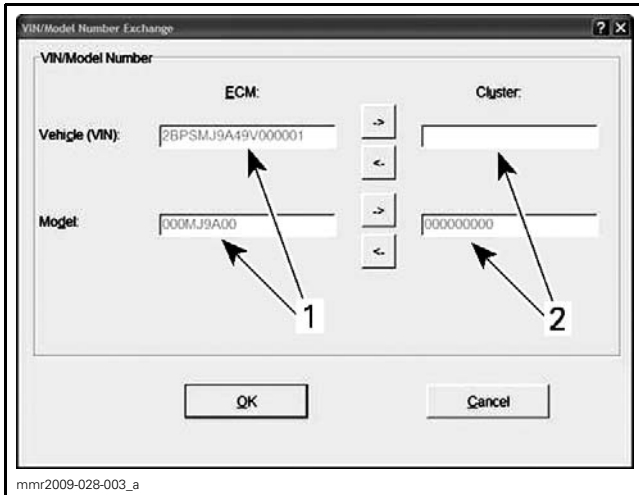 VIN/Model Number Exchange ? X
VIN/Model Number
ECM: Cluster:
Vehicle (VIN): 2BPSMJ9A49V000001 ->
<-
Model: 000MJ9A00 -> 000000000
<-
1 2
OK Cancel
mmr2009-028-003_a